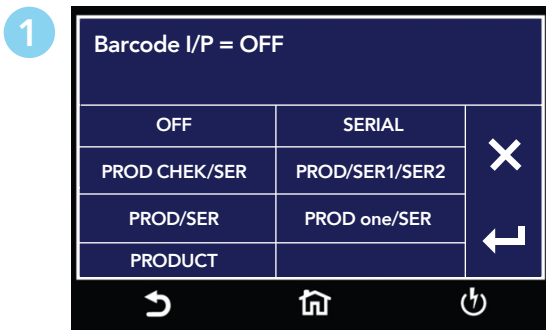 1
Barcode I/P = OFF
OFF SERIAL
PROD CHEK/SER PROD/SER1/SER2
PROD/SER PROD one/SER
PRODUCT